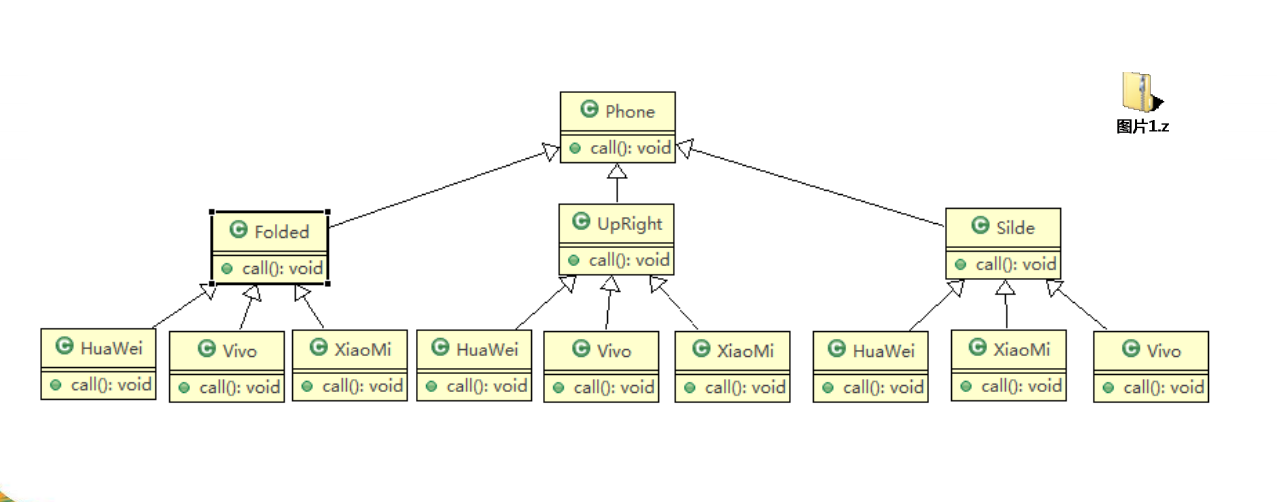 Phone
call(): void
图片1.z
Folded
call(): void
UpRight
call(): void
Silde
call(): void
HuaWei
call(): void
Vivo
call(): void
XiaoMi
call(): void
HuaWei
call(): void
Vivo
call(): void
XiaoMi
call(): void
HuaWei
call(): void
XiaoMi
call(): void
Vivo
call(): void